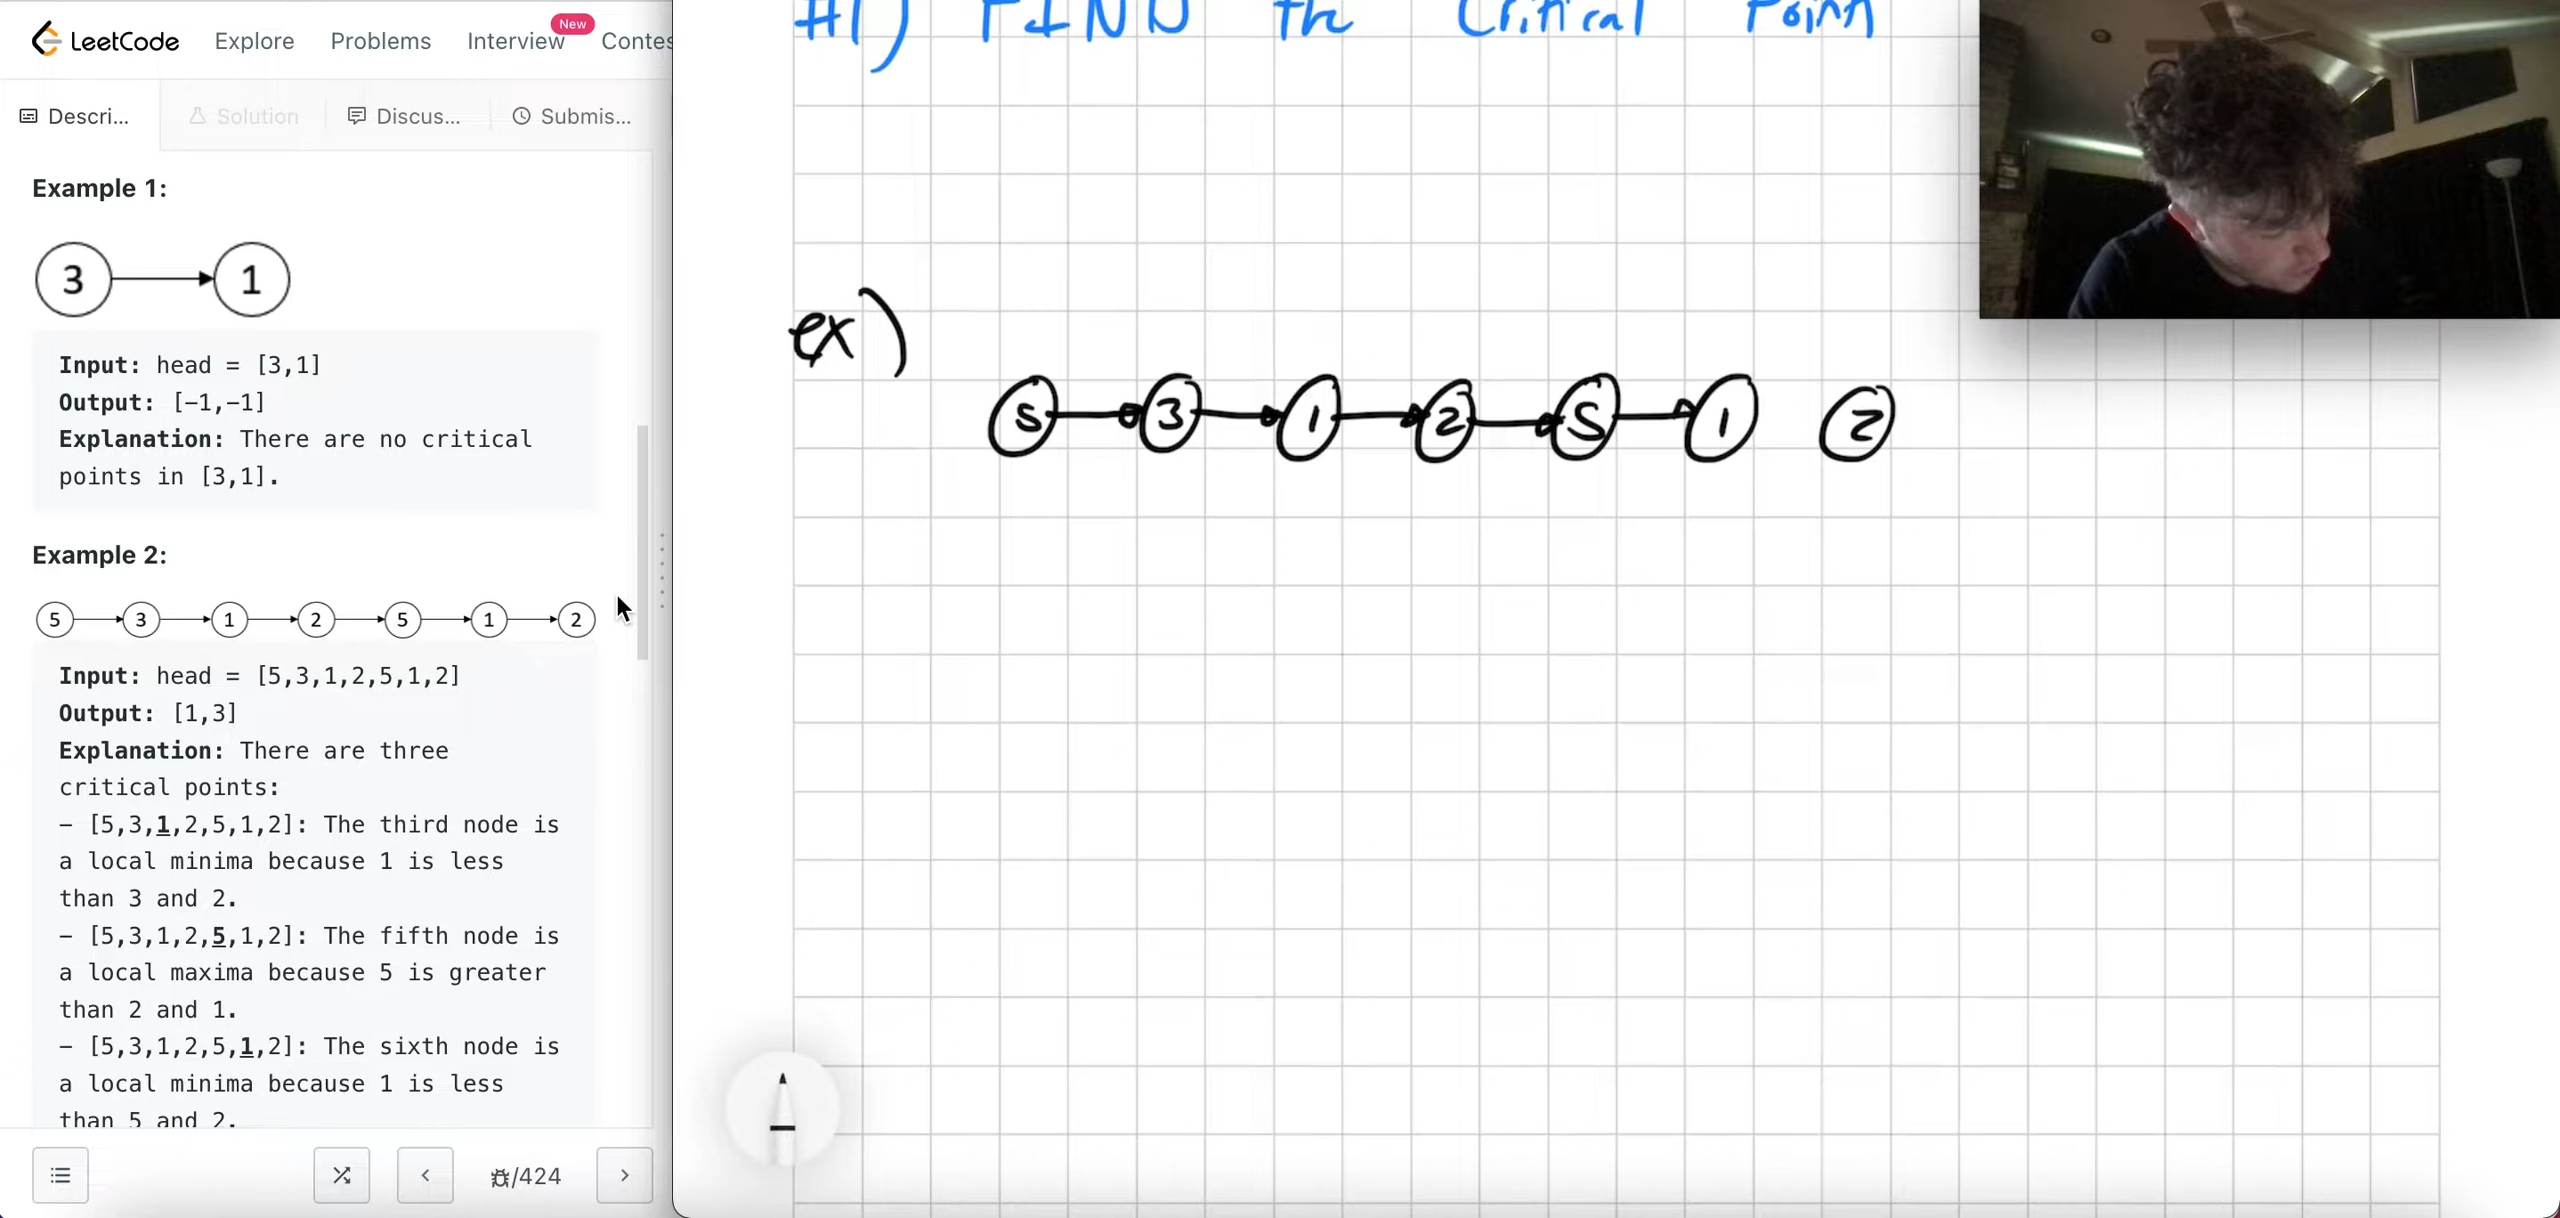 LeetCode Explore Problems Interview New Contes
Descri... Solution Discus... Submis...
Example 1:
3 1
Input: head = [3,1]
Output: [−1,−1]
Explanation: There are no critical
points in [3,1].
Example 2:
5 3 1 2 5 1 2
Input: head = [5,3,1,2,5,1,2]
Output: [1,3]
Explanation: There are three
critical points:
− [5,3,1,2,5,1,2]: The third node is
a local minima because 1 is less
than 3 and 2.
− [5,3,1,2,5,1,2]: The fifth node is
a local maxima because 5 is greater
than 2 and 1.
− [5,3,1,2,5,1,2]: The sixth node is
a local minima because 1 is less
than 5 and 2.
/424
#1) FIND the Critical Point
ex)
5 3 1 2 5 1 2